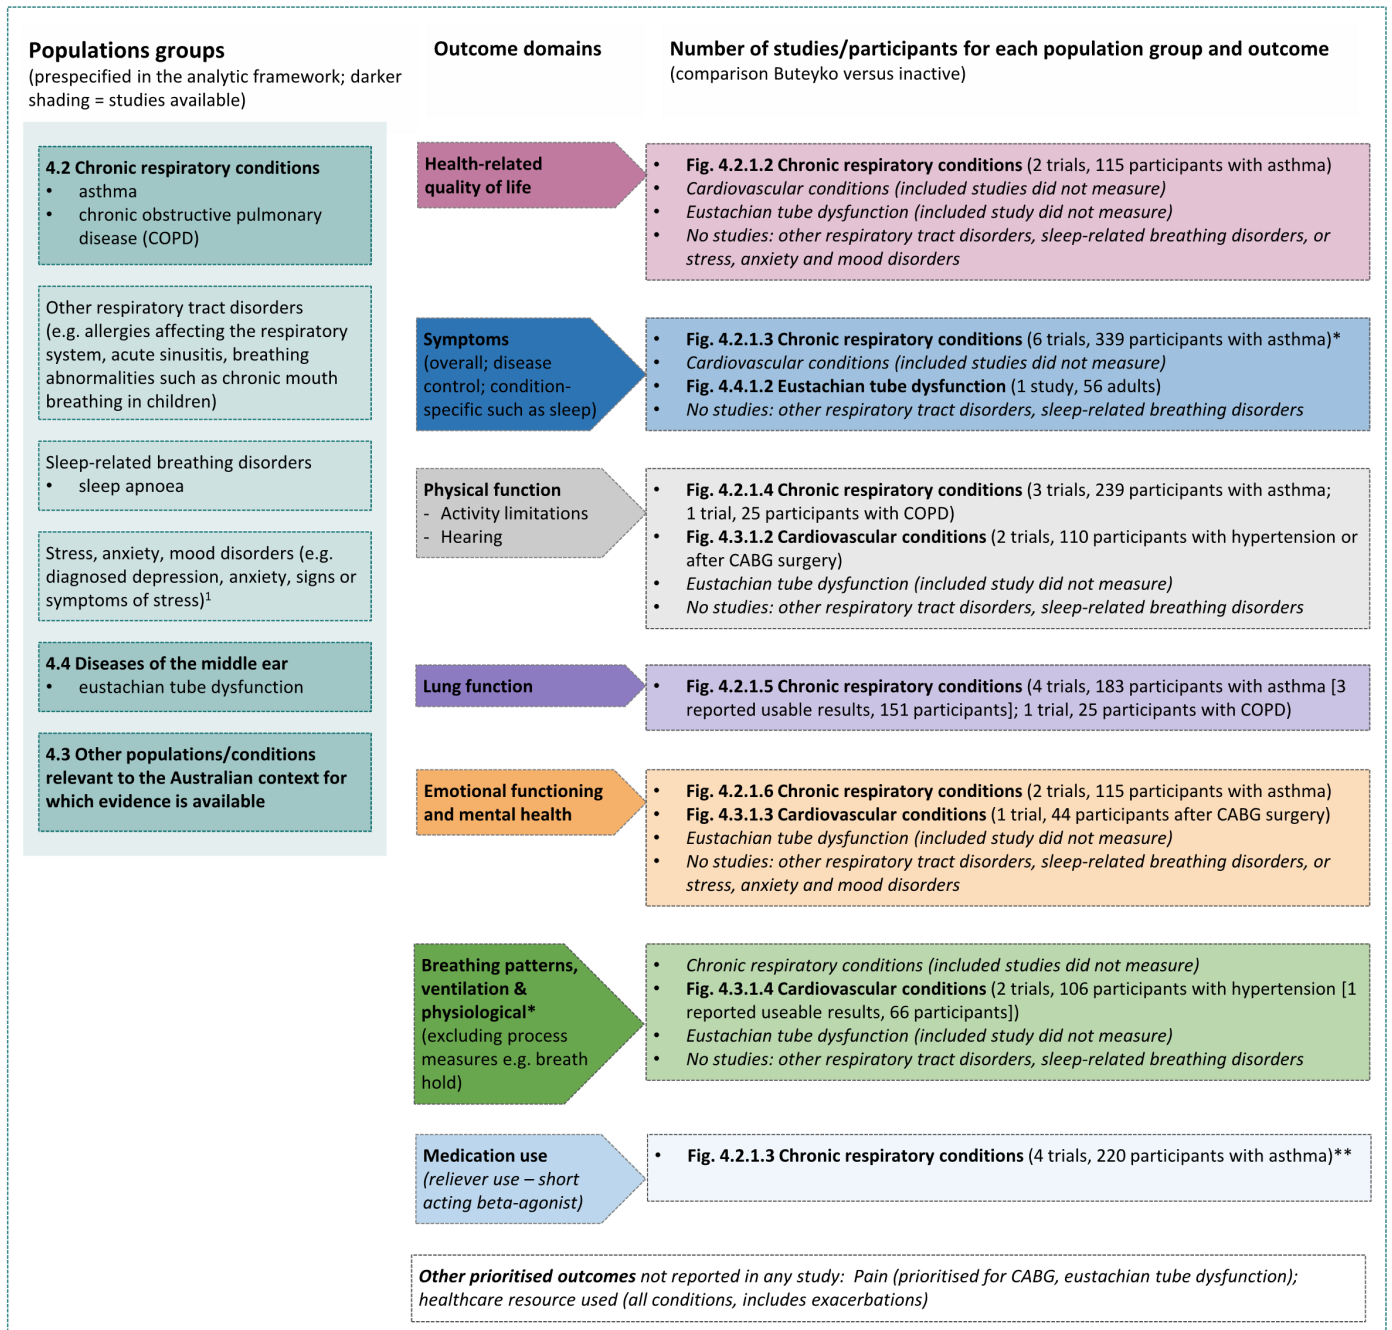 Populations groups
(prespecified in the analytic framework; darker
shading = studies available)
Outcome domains
Number of studies/participants for each population group and outcome
(comparison Buteyko versus inactive)
4.2 Chronic respiratory conditions
• asthma
• chronic obstructive pulmonary
disease (COPD)
Other respiratory tract disorders
(e.g. allergies affecting the respiratory
system, acute sinusitis, breathing
abnormalities such as chronic mouth
breathing in children)
Sleep-related breathing disorders
• sleep apnoea
Stress, anxiety, mood disorders (e.g.
diagnosed depression, anxiety, signs or
symptoms of stress)¹
4.4 Diseases of the middle ear
• eustachian tube dysfunction
4.3 Other populations/conditions
relevant to the Australian context for
which evidence is available
Health-related
quality of life
• Fig. 4.2.1.2 Chronic respiratory conditions (2 trials, 115 participants with asthma)
• Cardiovascular conditions (included studies did not measure)
• Eustachian tube dysfunction (included study did not measure)
• No studies: other respiratory tract disorders, sleep-related breathing disorders, or
stress, anxiety and mood disorders
Symptoms
(overall; disease
control; condition-
specific such as sleep)
• Fig. 4.2.1.3 Chronic respiratory conditions (6 trials, 339 participants with asthma)*
• Cardiovascular conditions (included studies did not measure)
• Fig. 4.4.1.2 Eustachian tube dysfunction (1 study, 56 adults)
• No studies: other respiratory tract disorders, sleep-related breathing disorders
Physical function
- Activity limitations
- Hearing
• Fig. 4.2.1.4 Chronic respiratory conditions (3 trials, 239 participants with asthma;
1 trial, 25 participants with COPD)
• Fig. 4.3.1.2 Cardiovascular conditions (2 trials, 110 participants with hypertension or
after CABG surgery)
• Eustachian tube dysfunction (included study did not measure)
• No studies: other respiratory tract disorders, sleep-related breathing disorders
Lung function
• Fig. 4.2.1.5 Chronic respiratory conditions (4 trials, 183 participants with asthma [3
reported usable results, 151 participants]; 1 trial, 25 participants with COPD)
Emotional functioning
and mental health
• Fig. 4.2.1.6 Chronic respiratory conditions (2 trials, 115 participants with asthma)
• Fig. 4.3.1.3 Cardiovascular conditions (1 trial, 44 participants after CABG surgery)
• Eustachian tube dysfunction (included study did not measure)
• No studies: other respiratory tract disorders, sleep-related breathing disorders, or
stress, anxiety and mood disorders
Breathing patterns,
ventilation &
physiological*
(excluding process
measures e.g. breath
hold)
• Chronic respiratory conditions (included studies did not measure)
• Fig. 4.3.1.4 Cardiovascular conditions (2 trials, 106 participants with hypertension [1
reported useable results, 66 participants])
• Eustachian tube dysfunction (included study did not measure)
• No studies: other respiratory tract disorders, sleep-related breathing disorders
Medication use
(reliever use – short
acting beta-agonist)
• Fig. 4.2.1.3 Chronic respiratory conditions (4 trials, 220 participants with asthma)**
Other prioritised outcomes not reported in any study: Pain (prioritised for CABG, eustachian tube dysfunction);
healthcare resource used (all conditions, includes exacerbations)